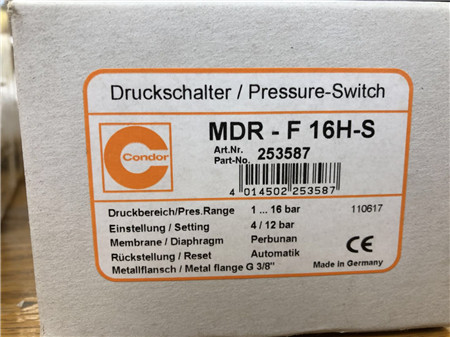 Druckschalter / Pressure-Switch
Condor
MDR - F 16H-S
Art.Nr.
Part-No. 253587
4 014502 253587
Druckbereich/Pres.Range 1 ... 16 bar 110617
Einstellung / Setting 4 / 12 bar
Membrane / Diaphragm Perbunan
Rückstellung / Reset Automatik
Metallflansch / Metal flange G 3/8" Made in Germany
CE